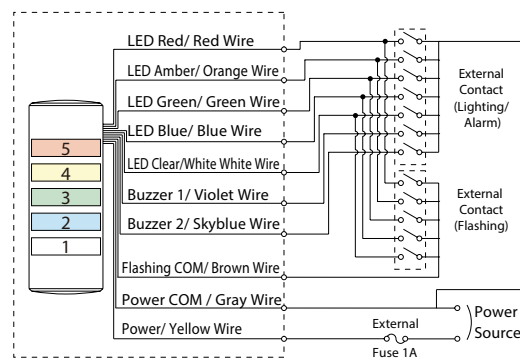 LED Red/ Red Wire
LED Amber/ Orange Wire
LED Green/ Green Wire
LED Blue/ Blue Wire
LED Clear/White White Wire
Buzzer 1/ Violet Wire
Buzzer 2/ Skyblue Wire
Flashing COM/ Brown Wire
Power COM / Gray Wire
Power/ Yellow Wire
5
4
3
2
1
External
Contact
(Lighting/
Alarm)
External
Contact
(Flashing)
Power
Source
External
Fuse 1A